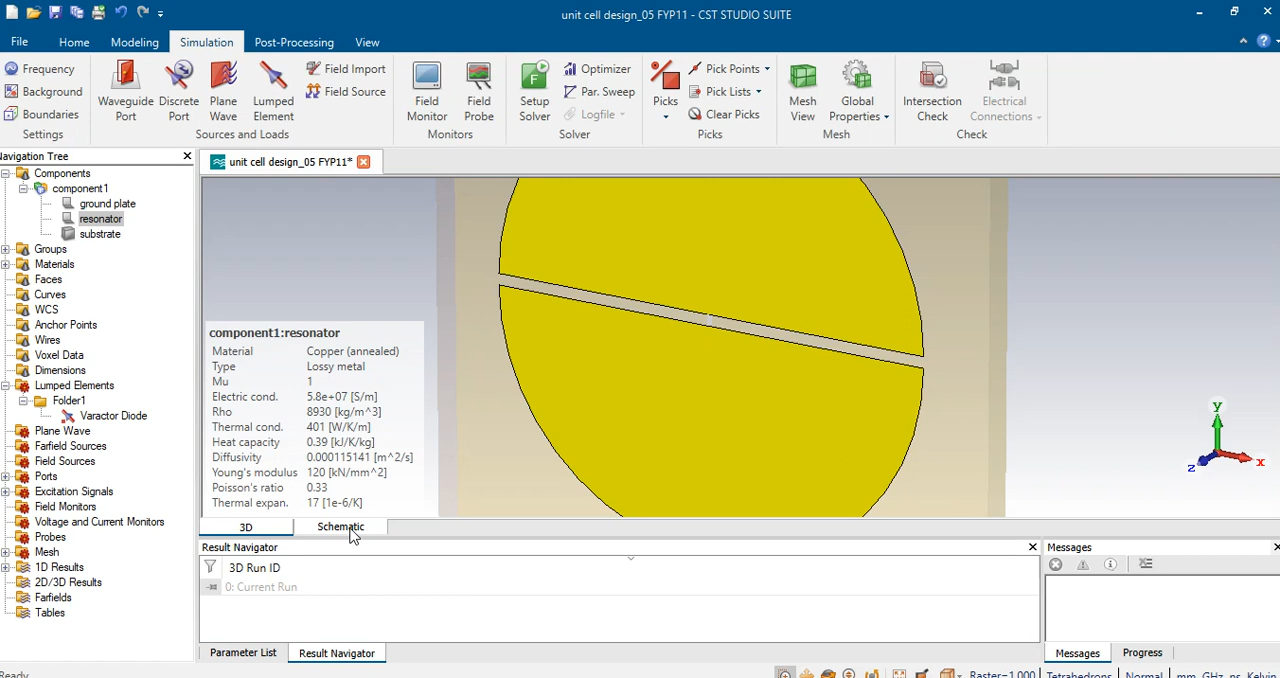 unit cell design_05 FYP11 - CST STUDIO SUITE
File Home Modeling Simulation Post-Processing View
Frequency
Background
Boundaries
Settings
Waveguide Port
Discrete Port
Plane Wave
Lumped Element
Field Import
Field Source
Sources and Loads
Field Monitor
Field Probe
Monitors
Setup Solver
Optimizer
Par. Sweep
Logfile
Solver
Picks
Pick Points
Pick Lists
Clear Picks
Picks
Mesh View
Global Properties
Mesh
Intersection Check
Electrical Connections
Check
Navigation Tree
Components
component1
ground plate
resonator
substrate
Groups
Materials
Faces
Curves
WCS
Anchor Points
Wires
Voxel Data
Dimensions
Lumped Elements
Folder1
Varactor Diode
Plane Wave
Farfield Sources
Field Sources
Ports
Excitation Signals
Field Monitors
Voltage and Current Monitors
Probes
Mesh
1D Results
2D/3D Results
Farfields
Tables
unit cell design_05 FYP11*
component1:resonator
Material Copper (annealed)
Type Lossy metal
Mu 1
Electric cond. 5.8e+07 [S/m]
Rho 8930 [kg/m^3]
Thermal cond. 401 [W/K/m]
Heat capacity 0.39 [kJ/K/kg]
Diffusivity 0.000115141 [m^2/s]
Young's modulus 120 [kN/mm^2]
Poisson's ratio 0.33
Thermal expan. 17 [1e-6/K]
y
x
z
3D Schematic
Result Navigator
3D Run ID
0: Current Run
Parameter List Result Navigator
Messages
Messages Progress
Ready
Raster=1.000 Tetrahedrons Normal mm GHz ns Kelvin